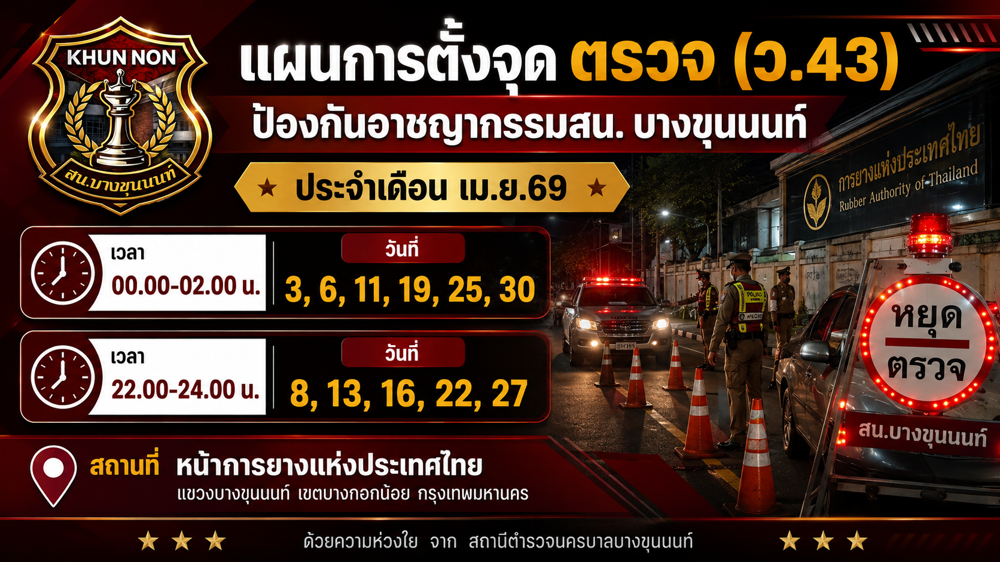 KHUN NON
สน.บางขุนนนท์
แผนการตั้งจุด ตรวจ (ว.43)
ป้องกันอาชญากรรมสน. บางขุนนนท์
ประจำเดือน เม.ย.69
การยางแห่งประเทศไทย
Rubber Authority of Thailand
เวลา
00.00-02.00 น.
วันที่
3, 6, 11, 19, 25, 30
เวลา
22.00-24.00 น.
วันที่
8, 13, 16, 22, 27
หยุด
ตรวจ
สน.บางขุนนนท์
สถานที่ หน้าการยางแห่งประเทศไทย
แขวงบางขุนนนท์ เขตบางกอกน้อย กรุงเทพมหานคร
ด้วยความห่วงใย จาก สถานีตำรวจนครบาลบางขุนนนท์